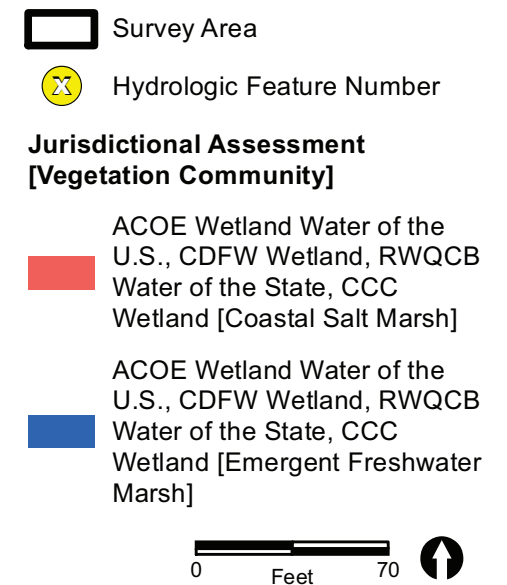 Survey Area
X
Hydrologic Feature Number
Jurisdictional Assessment
[Vegetation Community]
ACOE Wetland Water of the
U.S., CDFW Wetland, RWQCB
Water of the State, CCC
Wetland [Coastal Salt Marsh]
ACOE Wetland Water of the
U.S., CDFW Wetland, RWQCB
Water of the State, CCC
Wetland [Emergent Freshwater
Marsh]
0 70
Feet